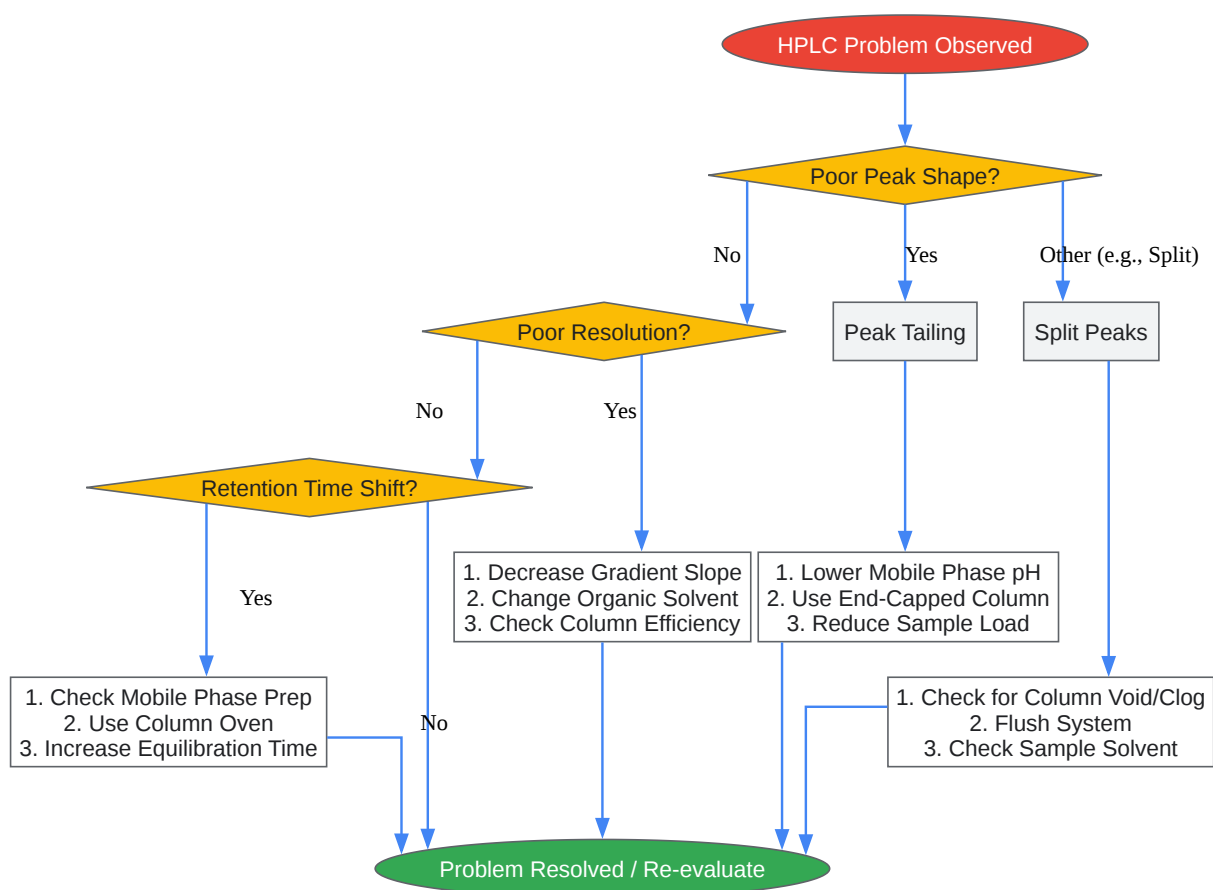 HPLC Problem Observed
Poor Peak Shape?
No
Yes
Other (e.g., Split)
Poor Resolution?
Peak Tailing
Split Peaks
No
Yes
Retention Time Shift?
1. Decrease Gradient Slope
2. Change Organic Solvent
3. Check Column Efficiency
1. Lower Mobile Phase pH
2. Use End-Capped Column
3. Reduce Sample Load
Yes
No
1. Check Mobile Phase Prep
2. Use Column Oven
3. Increase Equilibration Time
1. Check for Column Void/Clog
2. Flush System
3. Check Sample Solvent
Problem Resolved / Re-evaluate